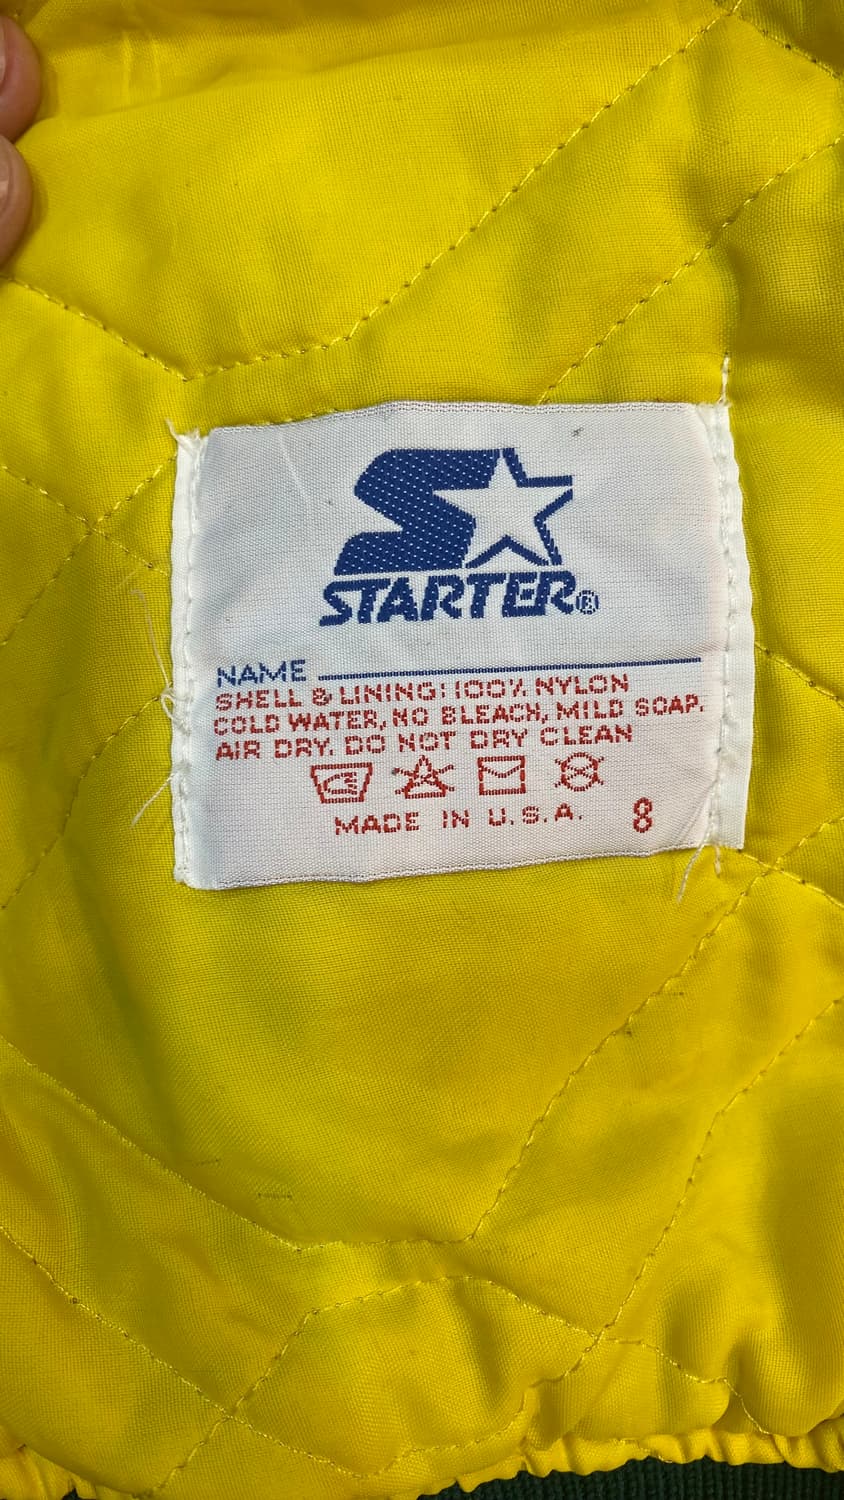 STARTER®
NAME
SHELL & LINING: 100% NYLON
COLD WATER, NO BLEACH, MILD SOAP.
AIR DRY. DO NOT DRY CLEAN
MADE IN U.S.A. 8